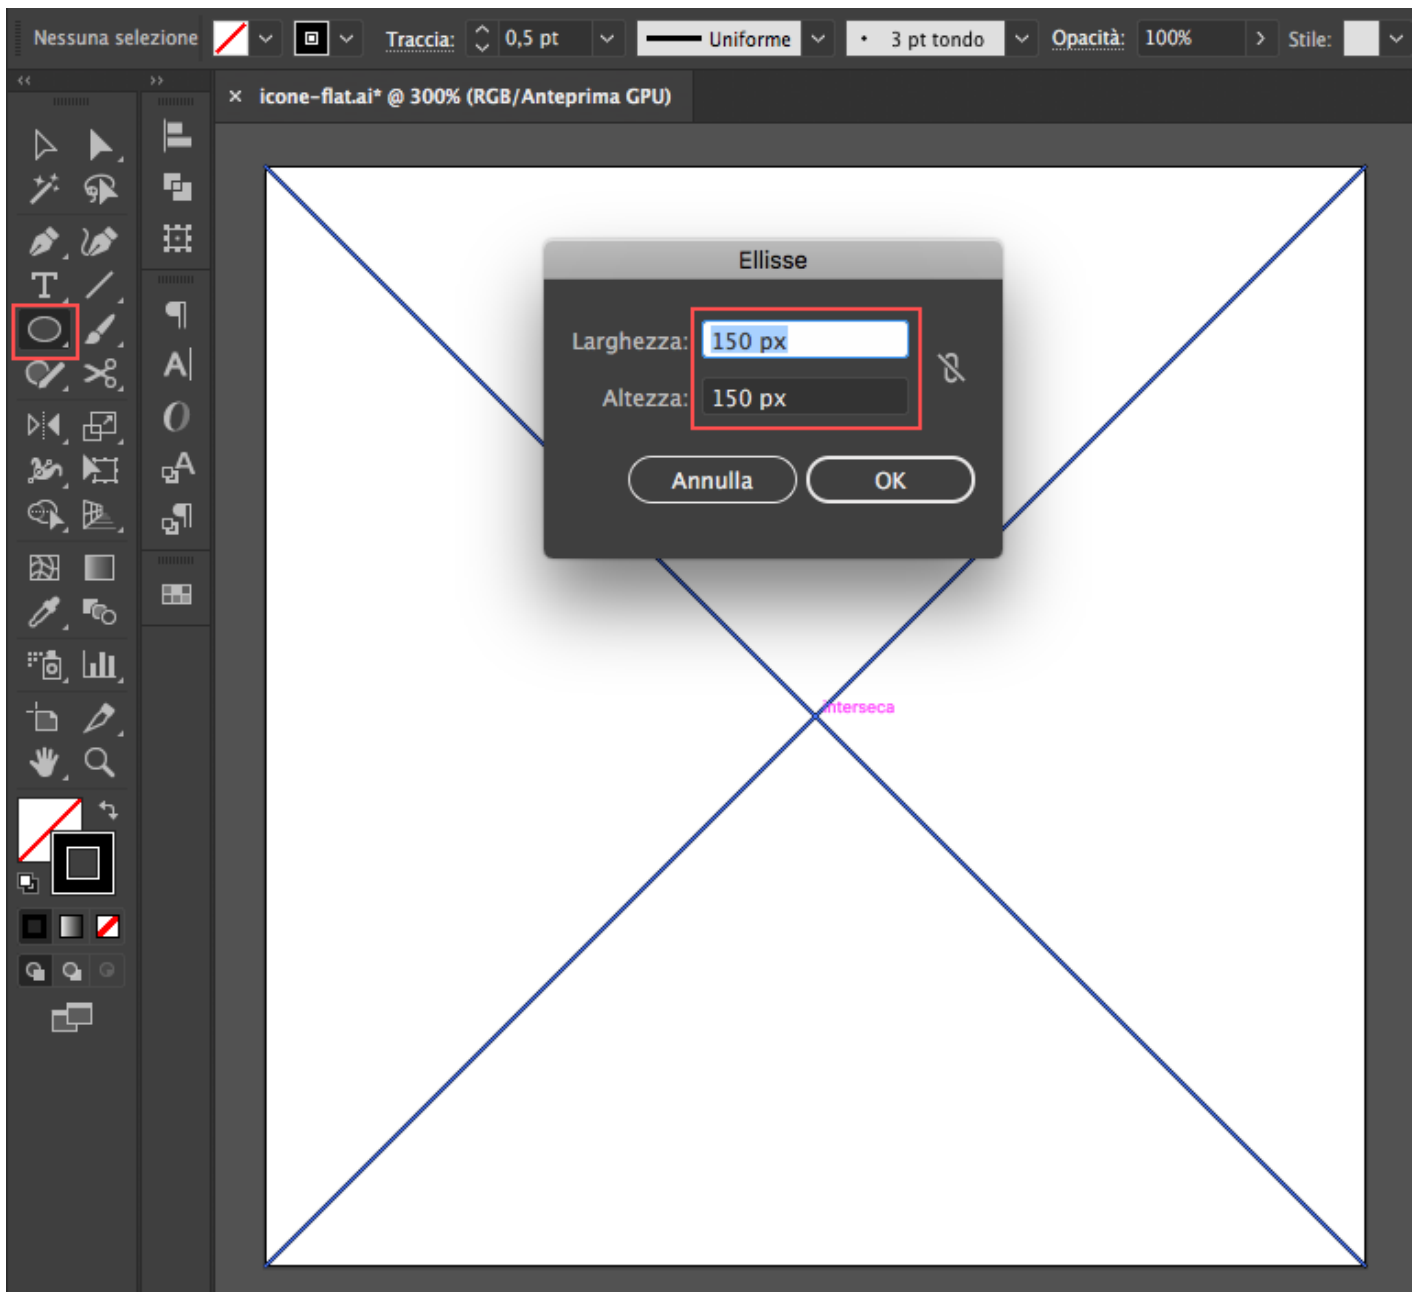 Nessuna selezione Traccia: 0,5 pt Uniforme 3 pt tondo Opacità: 100% Stile:
× icone-flat.ai* @ 300% (RGB/Anteprima GPU)
Ellisse
Larghezza: 150 px
Altezza: 150 px
Annulla OK
interseca